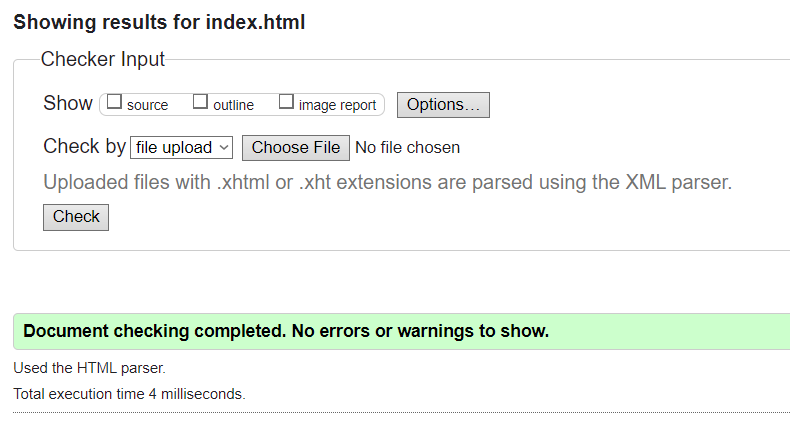 Showing results for index.html
Checker Input
Show source outline image report Options...
Check by file upload Choose File No file chosen
Uploaded files with .xhtml or .xht extensions are parsed using the XML parser.
Check
Document checking completed. No errors or warnings to show.
Used the HTML parser.
Total execution time 4 milliseconds.